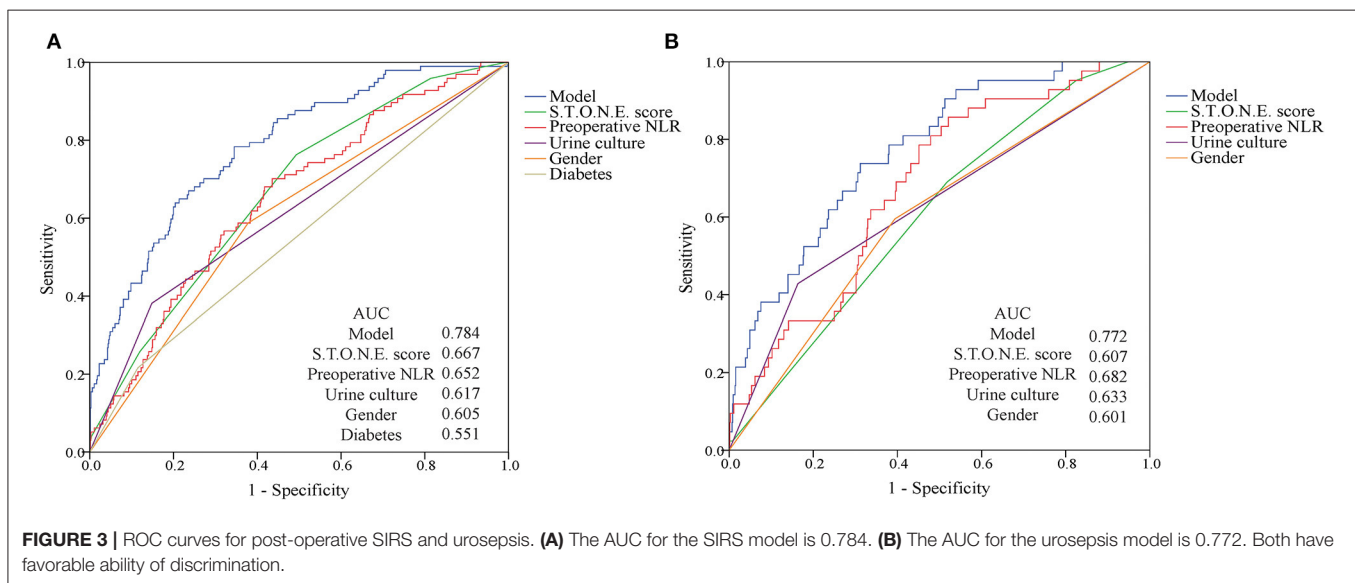 A
1.0
0.8
0.6
0.4
0.2
0.0
Sensitivity
0.0 0.2 0.4 0.6 0.8 1.0
1 - Specificity
Model
S.T.O.N.E. score
Preoperative NLR
Urine culture
Gender
Diabetes
AUC
Model 0.784
S.T.O.N.E. score 0.667
Preoperative NLR 0.652
Urine culture 0.617
Gender 0.605
Diabetes 0.551
B
1.0
0.8
0.6
0.4
0.2
0.0
Sensitivity
0.0 0.2 0.4 0.6 0.8 1.0
1 - Specificity
Model
S.T.O.N.E. score
Preoperative NLR
Urine culture
Gender
AUC
Model 0.772
S.T.O.N.E. score 0.607
Preoperative NLR 0.682
Urine culture 0.633
Gender 0.601
FIGURE 3 | ROC curves for post-operative SIRS and urosepsis. (A) The AUC for the SIRS model is 0.784. (B) The AUC for the urosepsis model is 0.772. Both have
favorable ability of discrimination.